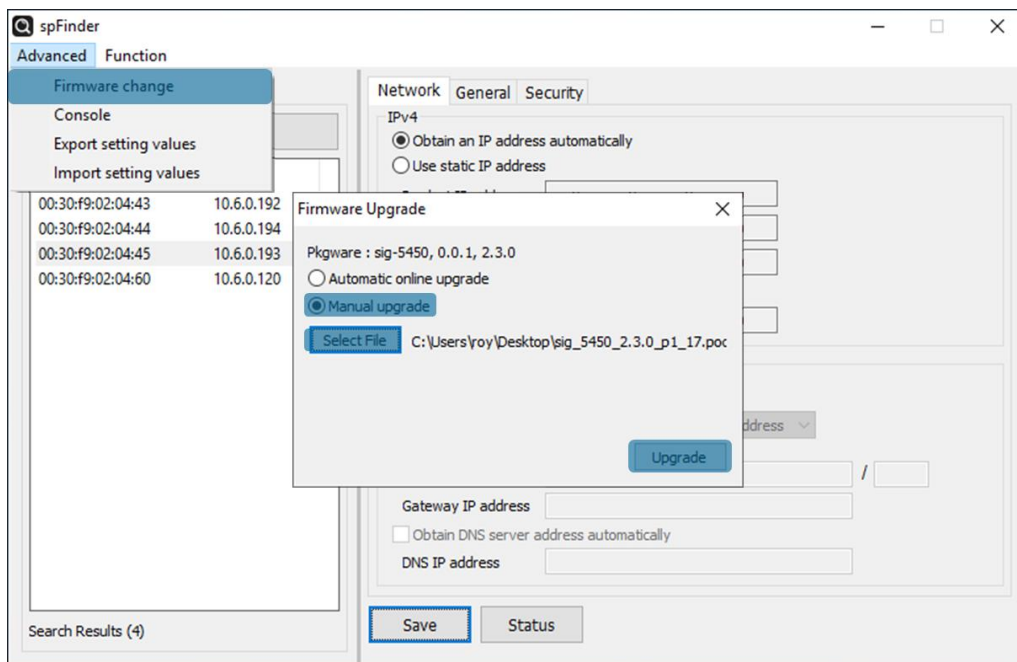 spFinder
Advanced Function
Firmware change
Console
Export setting values
Import setting values
00:30:f9:02:04:43 10.6.0.192
00:30:f9:02:04:44 10.6.0.194
00:30:f9:02:04:45 10.6.0.193
00:30:f9:02:04:60 10.6.0.120
Search Results (4)
Network General Security
IPv4
Obtain an IP address automatically
Use static IP address
Firmware Upgrade
Pkgware : sig-5450, 0.0.1, 2.3.0
Automatic online upgrade
Manual upgrade
Select File C:\Users\roy\Desktop\sig_5450_2.3.0_p1_17.poc
Upgrade
ddress
/
Gateway IP address
Obtain DNS server address automatically
DNS IP address
Save Status